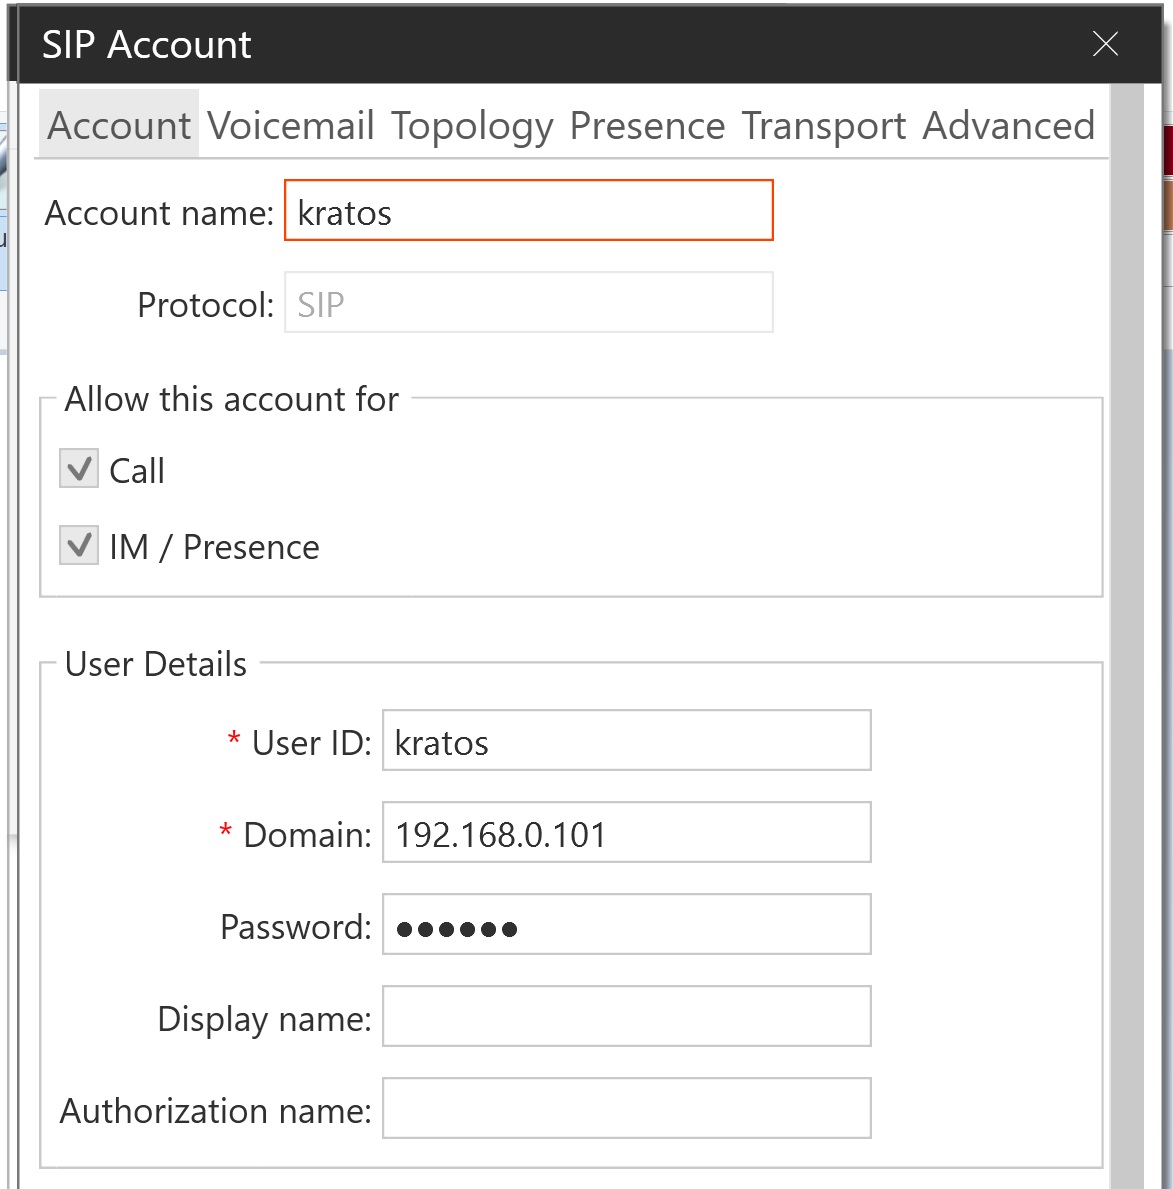 SIP Account
Account Voicemail Topology Presence Transport Advanced
Account name: kratos
Protocol: SIP
Allow this account for
Call
IM / Presence
User Details
* User ID: kratos
* Domain: 192.168.0.101
Password: ●●●●●●
Display name:
Authorization name: